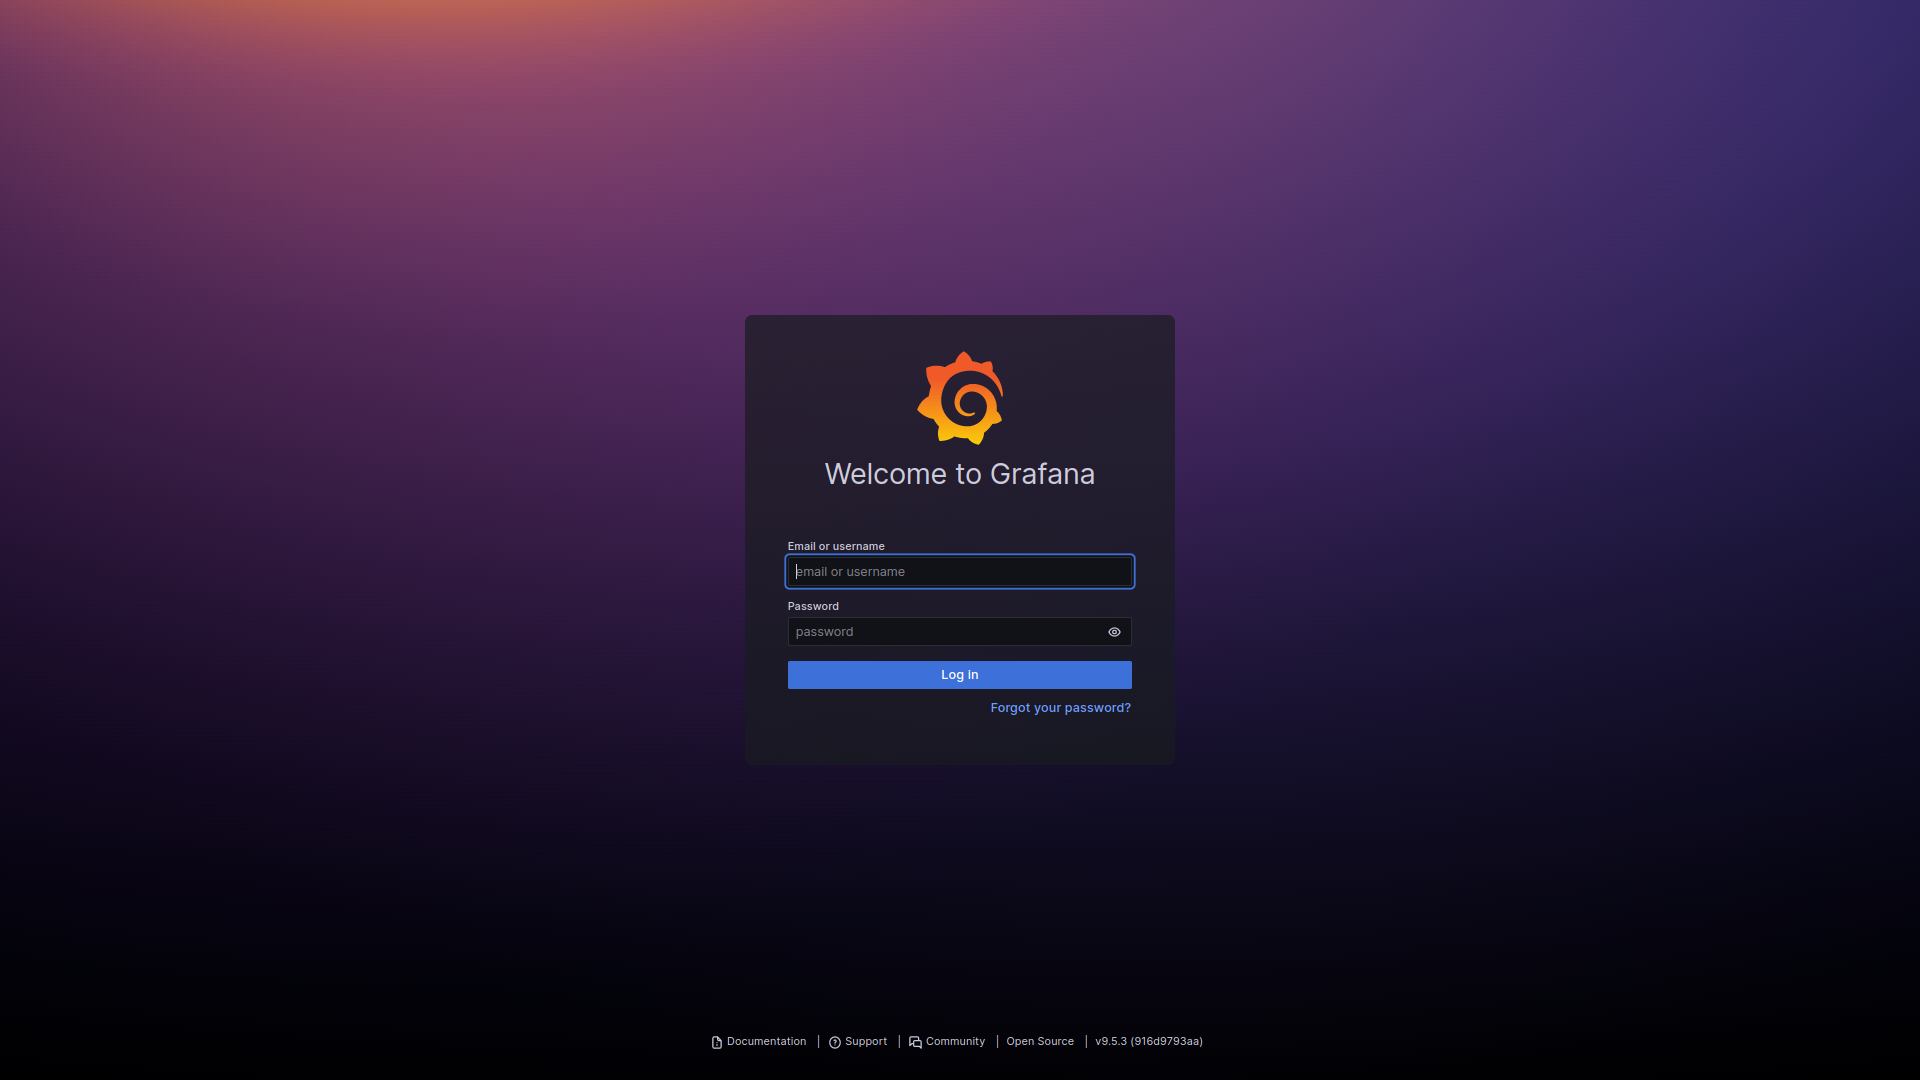 Welcome to Grafana
Email or username
email or username
Password
password
Log in
Forgot your password?
Documentation | Support | Community | Open Source | v9.5.3 (916d9793aa)